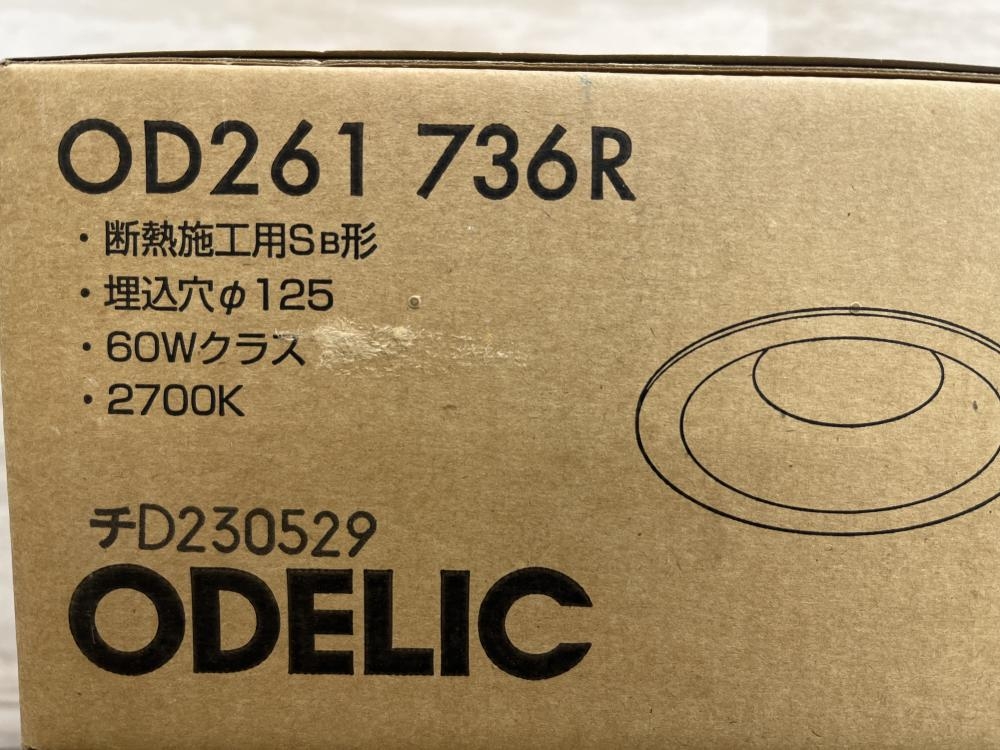 OD261 736R
・断熱施工用SB形
・埋込穴φ125
・60Wクラス
・2700K
チD230529
ODELIC